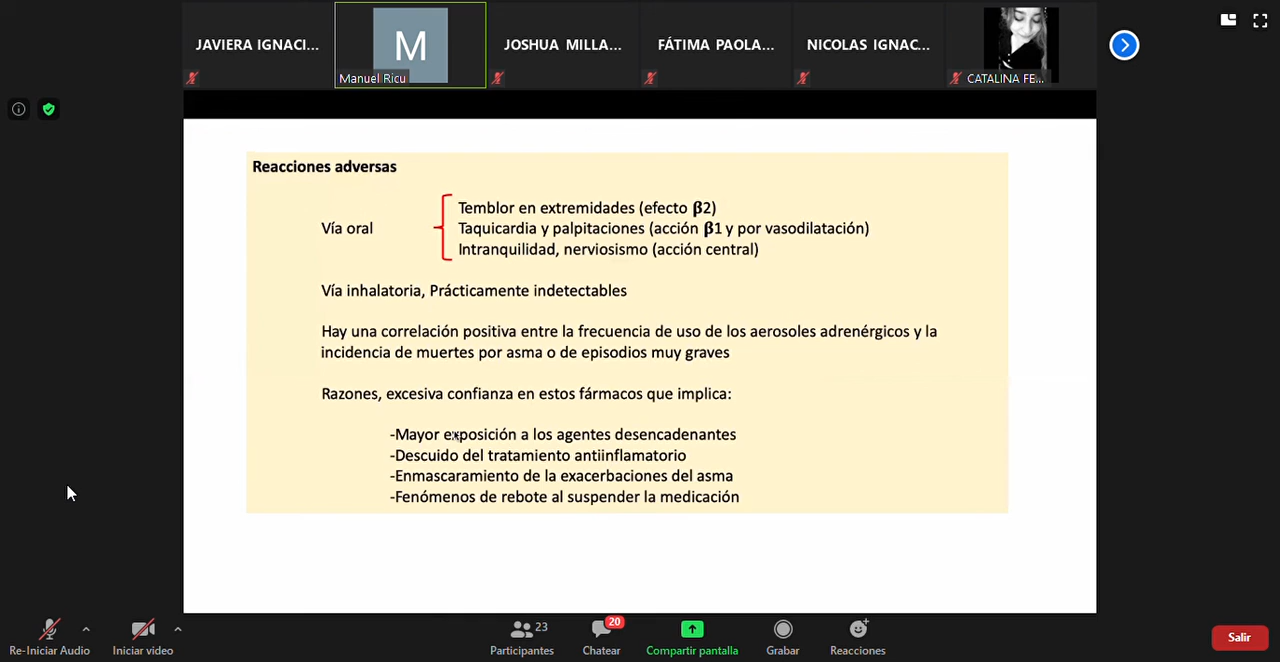 JAVIERA IGNACI...
M
Manuel Ricu
JOSHUA MILLA...
FÁTIMA PAOLA...
NICOLAS IGNAC...
CATALINA FE...
Reacciones adversas
Vía oral
Temblor en extremidades (efecto β2)
Taquicardia y palpitaciones (acción β1 y por vasodilatación)
Intranquilidad, nerviosismo (acción central)
Vía inhalatoria, Prácticamente indetectables
Hay una correlación positiva entre la frecuencia de uso de los aerosoles adrenérgicos y la
incidencia de muertes por asma o de episodios muy graves
Razones, excesiva confianza en estos fármacos que implica:
-Mayor exposición a los agentes desencadenantes
-Descuido del tratamiento antiinflamatorio
-Enmascaramiento de la exacerbaciones del asma
-Fenómenos de rebote al suspender la medicación
Re-Iniciar Audio
Iniciar video
23
Participantes
20
Chatear
Compartir pantalla
Grabar
Reacciones
Salir